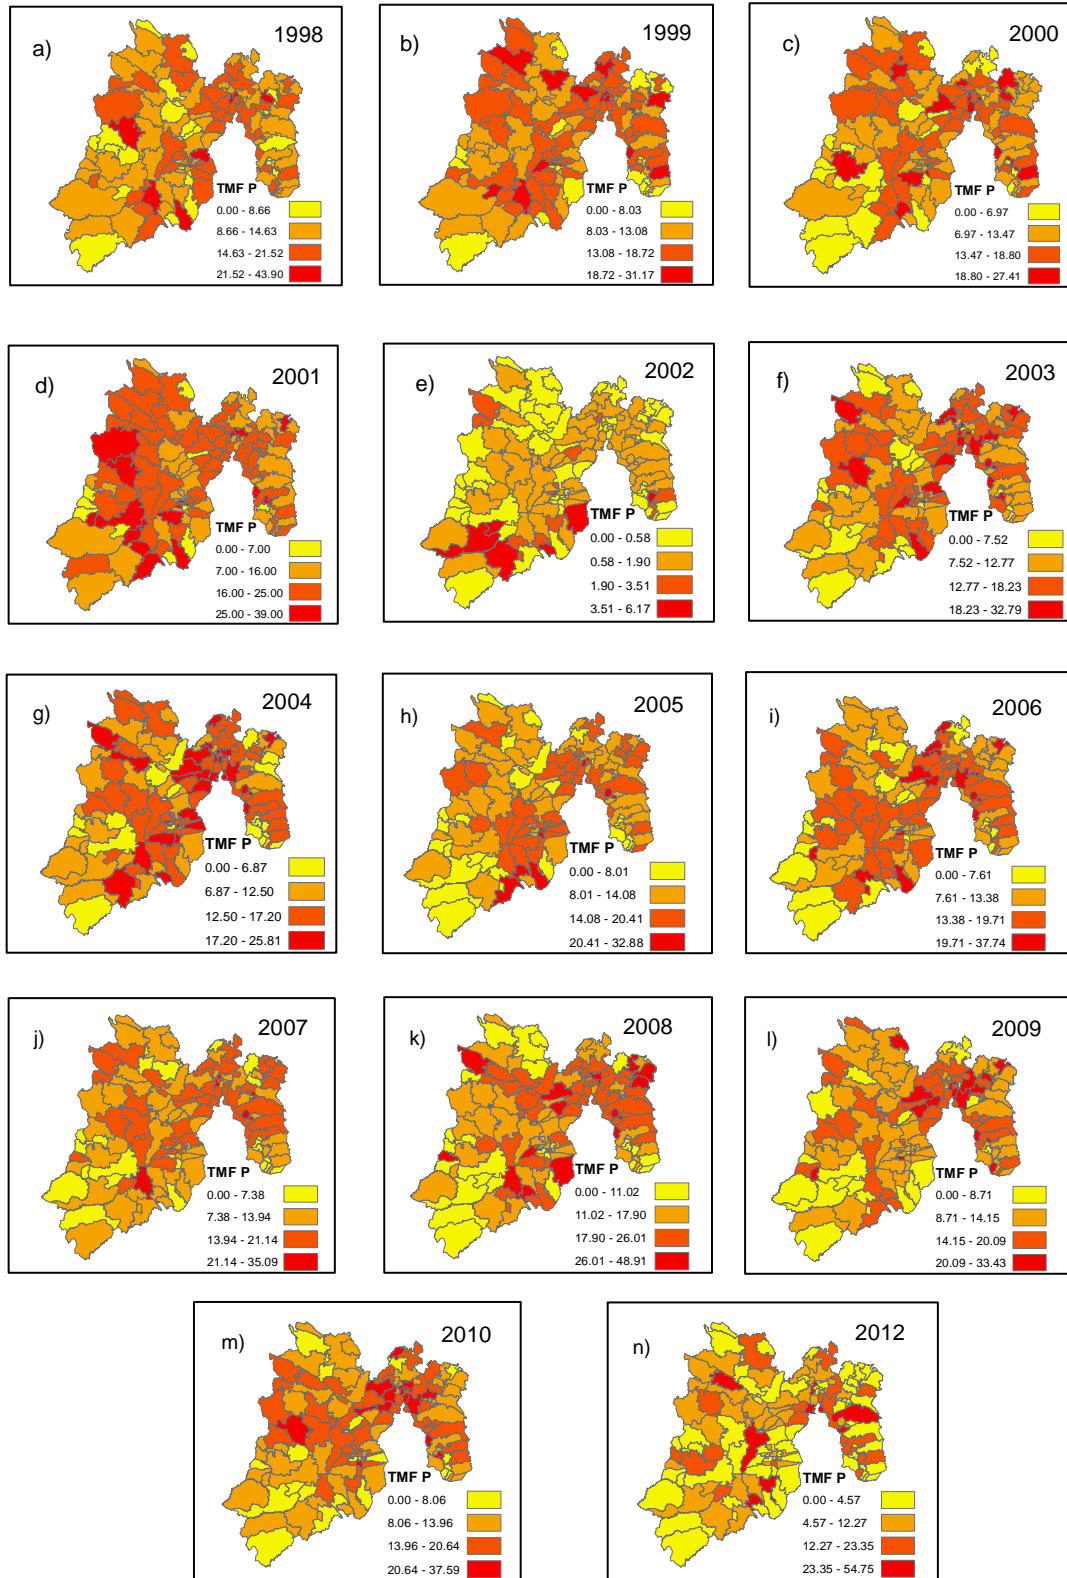 a) 1998
TMF P
0.00 - 8.66
8.66 - 14.63
14.63 - 21.52
21.52 - 43.90
b) 1999
TMF P
0.00 - 8.03
8.03 - 13.08
13.08 - 18.72
18.72 - 31.17
c) 2000
TMF P
0.00 - 6.97
6.97 - 13.47
13.47 - 18.80
18.80 - 27.41
d) 2001
TMF P
0.00 - 7.00
7.00 - 16.00
16.00 - 25.00
25.00 - 39.00
e) 2002
TMF P
0.00 - 0.58
0.58 - 1.90
1.90 - 3.51
3.51 - 6.17
f) 2003
TMF P
0.00 - 7.52
7.52 - 12.77
12.77 - 18.23
18.23 - 32.79
g) 2004
TMF P
0.00 - 6.87
6.87 - 12.50
12.50 - 17.20
17.20 - 25.81
h) 2005
TMF P
0.00 - 8.01
8.01 - 14.08
14.08 - 20.41
20.41 - 32.88
i) 2006
TMF P
0.00 - 7.61
7.61 - 13.38
13.38 - 19.71
19.71 - 37.74
j) 2007
TMF P
0.00 - 7.38
7.38 - 13.94
13.94 - 21.14
21.14 - 35.09
k) 2008
TMF P
0.00 - 11.02
11.02 - 17.90
17.90 - 26.01
26.01 - 48.91
l) 2009
TMF P
0.00 - 8.71
8.71 - 14.15
14.15 - 20.09
20.09 - 33.43
m) 2010
TMF P
0.00 - 8.06
8.06 - 13.96
13.96 - 20.64
20.64 - 37.59
n) 2012
TMF P
0.00 - 4.57
4.57 - 12.27
12.27 - 23.35
23.35 - 54.75